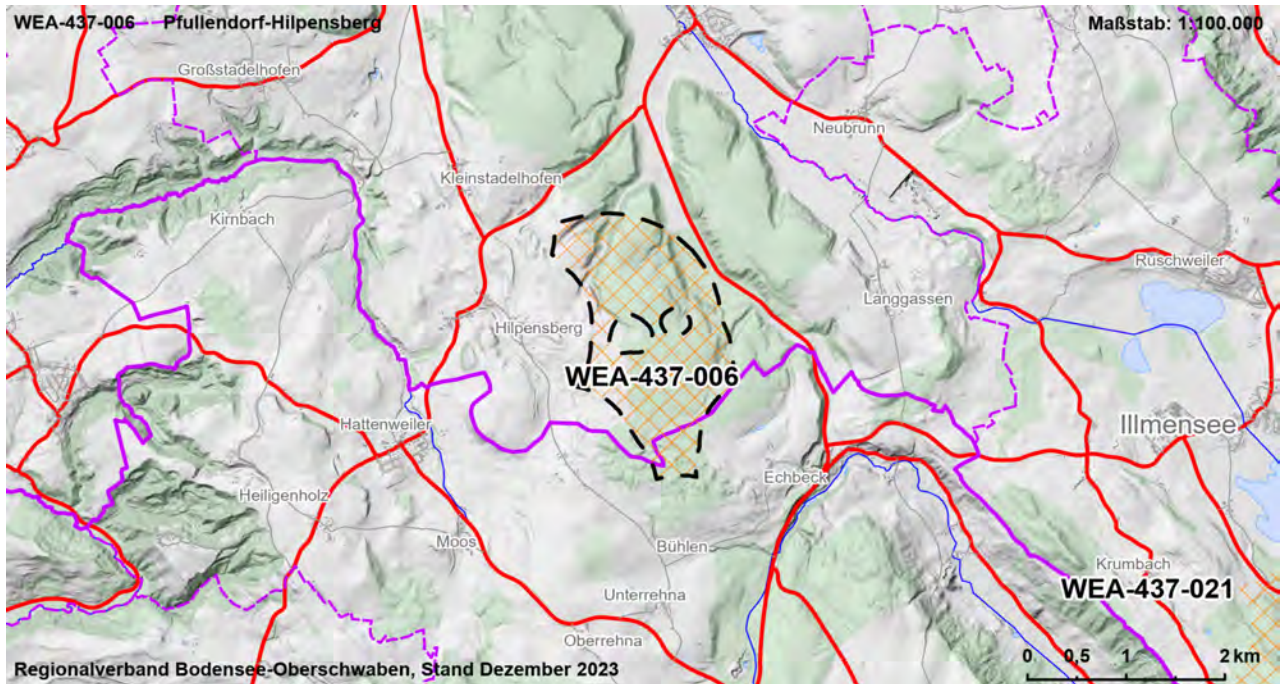 WEA-437-006 Pfullendorf-Hilpensberg
Maßstab: 1:100.000
Großstadelhofen
Neubrunn
Kleinstadelhofen
Kirnbach
Ruschweiler
Langgassen
Hilpensberg
WEA-437-006
Hattenweiler
Illmensee
Echbeck
Heiligenholz
Moos
Bühlen
Krumbach
WEA-437-021
Unterrehna
Oberrehna
Regionalverband Bodensee-Oberschwaben, Stand Dezember 2023
0 0,5 1 2 km